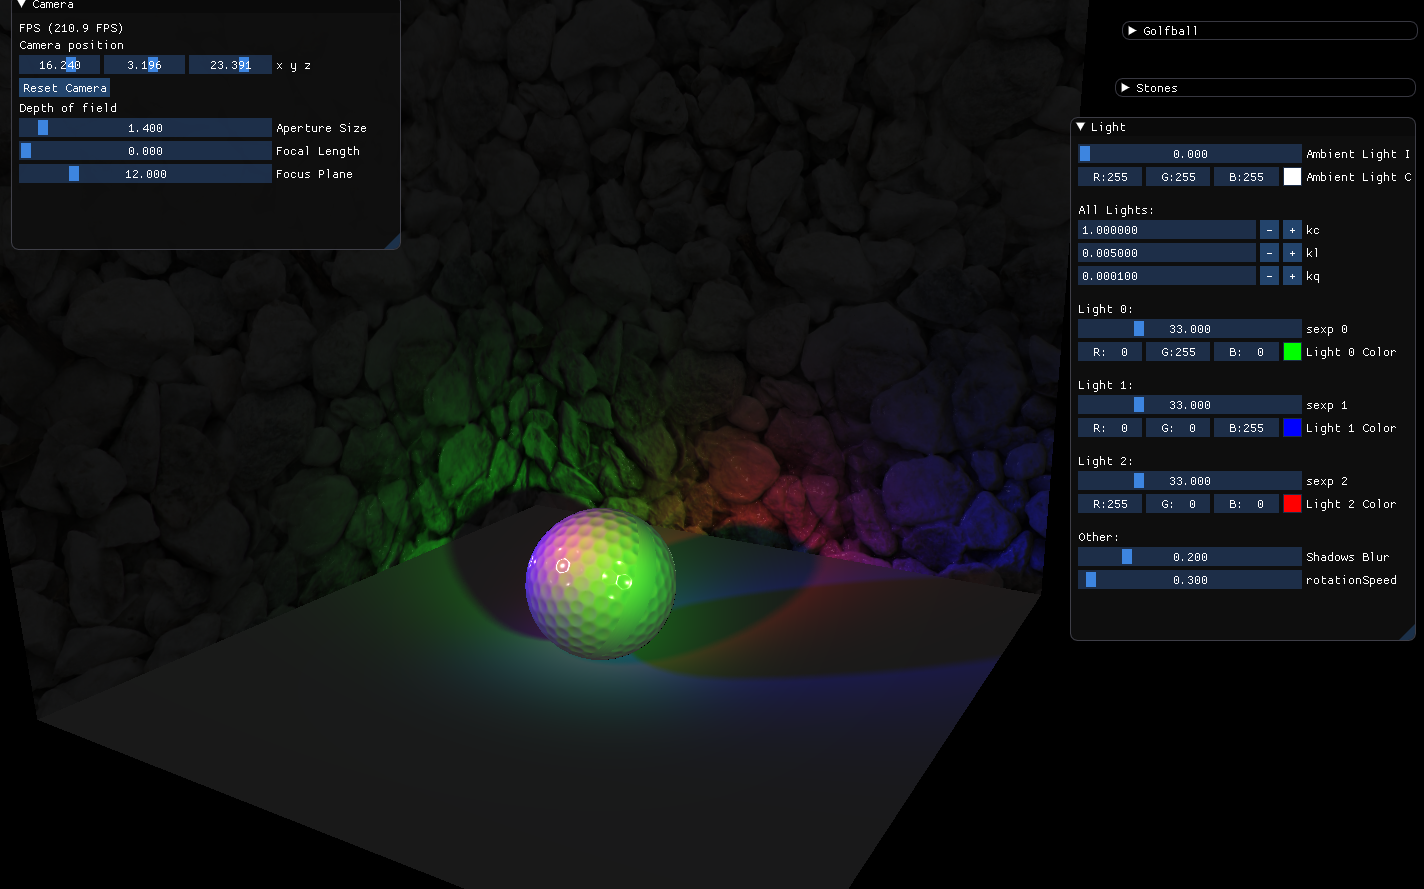 Camera
FPS (210.9 FPS)
Camera position
16.240 3.196 23.391 x y z
Reset Camera
Depth of field
1.400 Aperture Size
0.000 Focal Length
12.000 Focus Plane
Golfball
Stones
Light
0.000 Ambient Light I
R:255 G:255 B:255 Ambient Light C
All Lights:
1.000000 - + kc
0.005000 - + kl
0.000100 - + kq
Light 0:
33.000 sexp 0
R: 0 G:255 B: 0 Light 0 Color
Light 1:
33.000 sexp 1
R: 0 G: 0 B:255 Light 1 Color
Light 2:
33.000 sexp 2
R:255 G: 0 B: 0 Light 2 Color
Other:
0.200 Shadows Blur
0.300 rotationSpeed